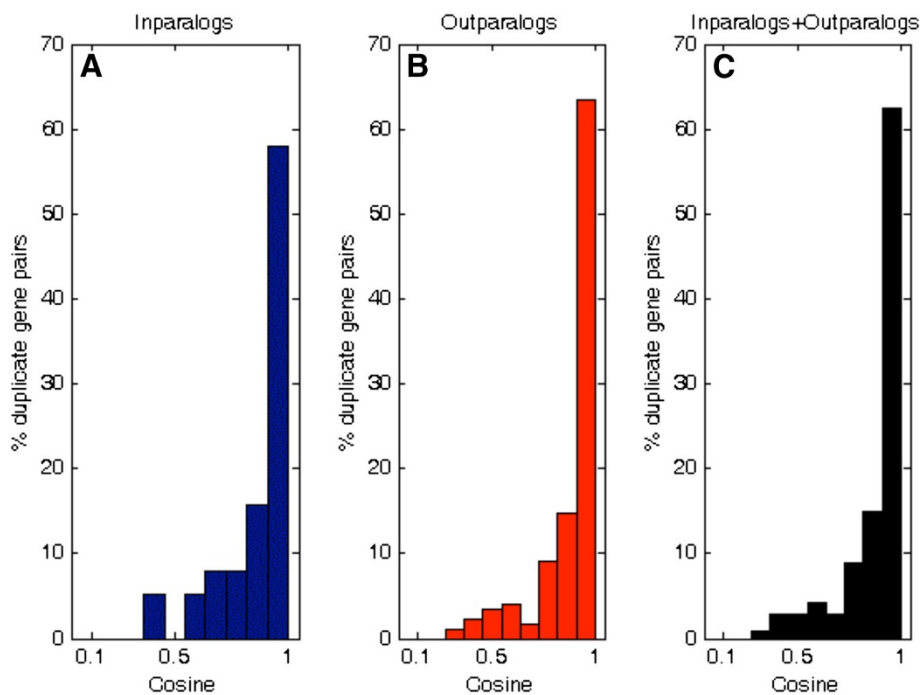 Inparalogs
A
70
60
50
40
30
20
10
0
% duplicate gene pairs
0.1 0.5 1
Cosine
Outparalogs
B
70
60
50
40
30
20
10
0
% duplicate gene pairs
0.1 0.5 1
Cosine
Inparalogs+Outparalogs
C
70
60
50
40
30
20
10
0
% duplicate gene pairs
0.1 0.5 1
Cosine